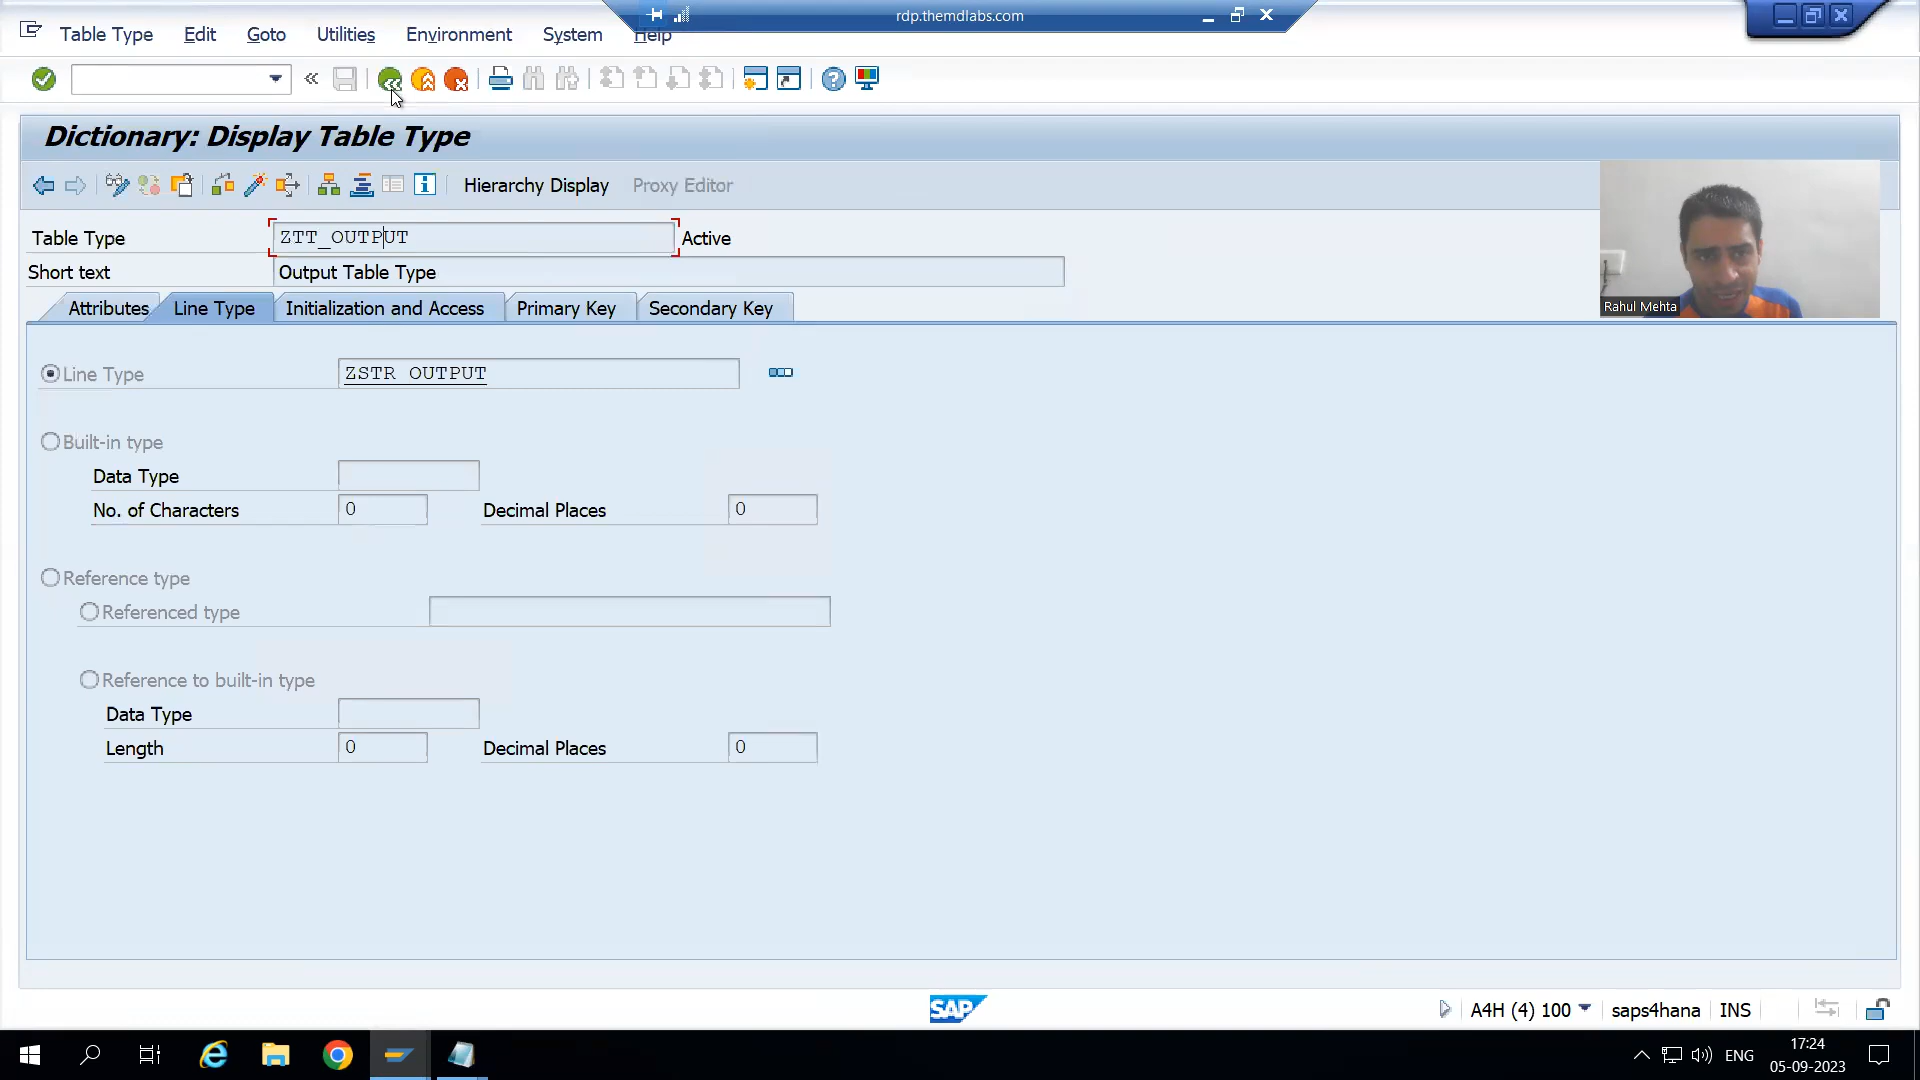 rdp.themdlabs.com
Table Type Edit Goto Utilities Environment System Help
Dictionary: Display Table Type
Hierarchy Display Proxy Editor
Table Type ZTT_OUTPUT Active
Short text Output Table Type
Attributes Line Type Initialization and Access Primary Key Secondary Key
Rahul Mehta
Line Type ZSTR_OUTPUT
Built-in type
Data Type
No. of Characters 0 Decimal Places 0
Reference type
Referenced type
Reference to built-in type
Data Type
Length 0 Decimal Places 0
SAP A4H (4) 100 saps4hana INS
ENG 17:24
05-09-2023